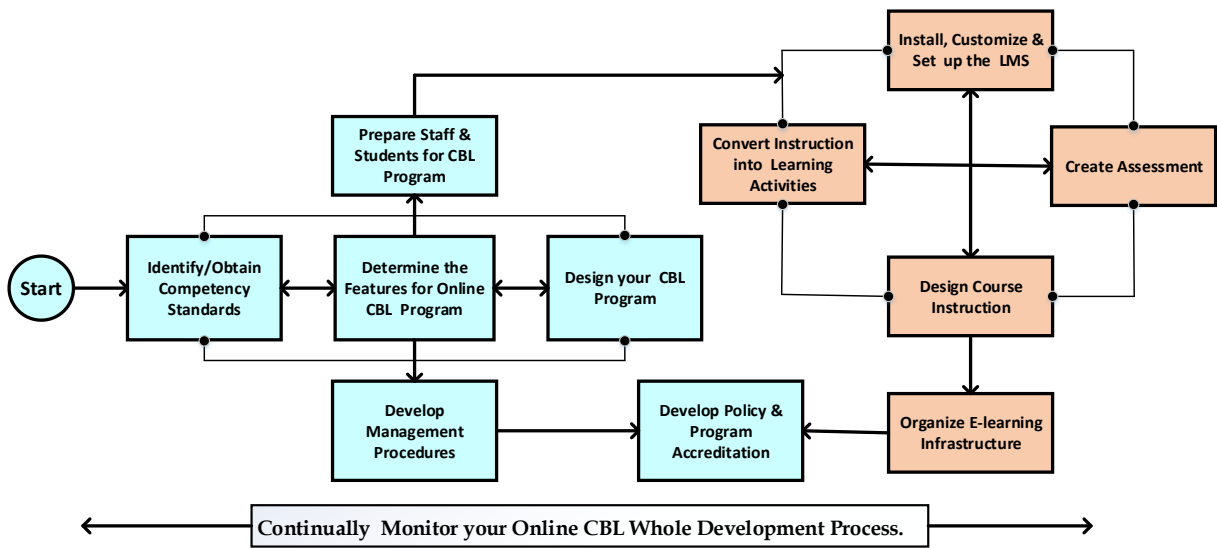 Install, Customize &
Set up the LMS
Prepare Staff &
Students for CBL
Program
Convert Instruction
into Learning
Activities
Create Assessment
Start
Identify/Obtain
Competency
Standards
Determine the
Features for Online
CBL Program
Design your CBL
Program
Design Course
Instruction
Develop
Management
Procedures
Develop Policy &
Program
Accreditation
Organize E-learning
Infrastructure
Continually Monitor your Online CBL Whole Development Process.